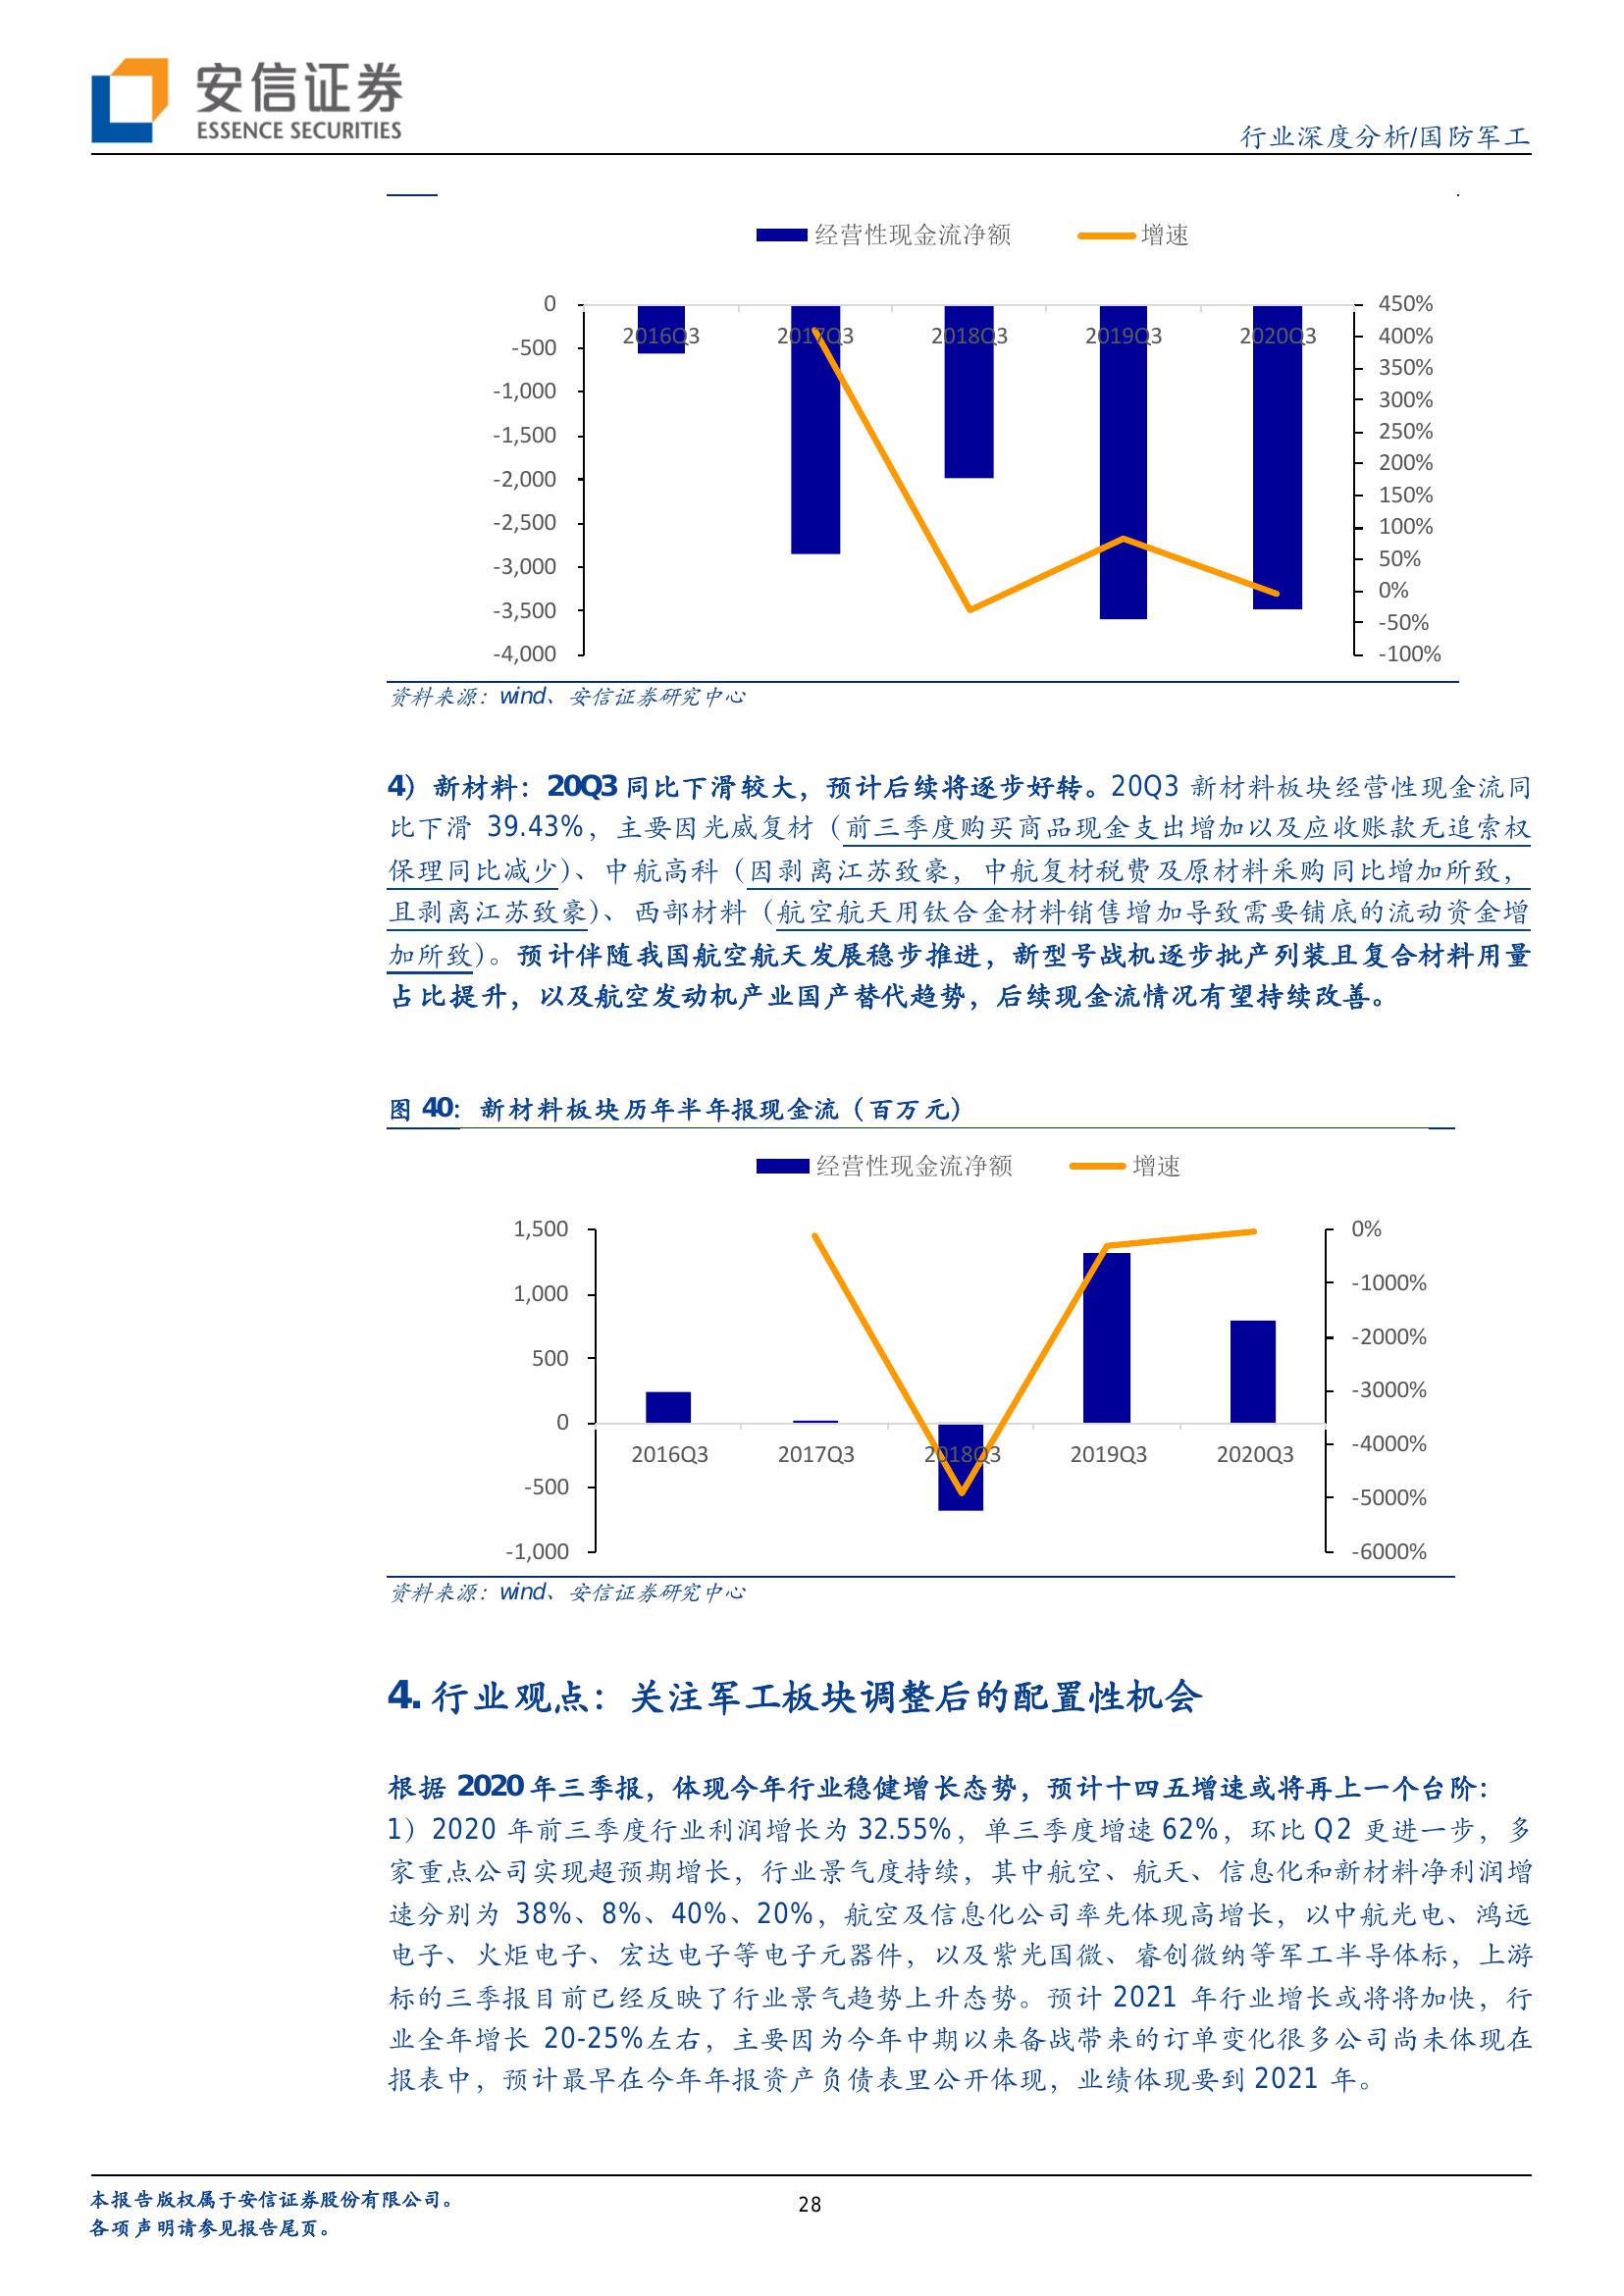 安信证券
ESSENCE SECURITIES
行业深度分析/国防军工
经营性现金流净额 增速
0
-500
-1,000
-1,500
-2,000
-2,500
-3,000
-3,500
-4,000
2016Q3 2017Q3 2018Q3 2019Q3 2020Q3
450%
400%
350%
300%
250%
200%
150%
100%
50%
0%
-50%
-100%
资料来源：wind、安信证券研究中心
4）新材料：20Q3 同比下滑较大，预计后续将逐步好转。20Q3 新材料板块经营性现金流同
比下滑 39.43%，主要因光威复材（前三季度购买商品现金支出增加以及应收账款无追索权
保理同比减少）、中航高科（因剥离江苏致豪，中航复材税费及原材料采购同比增加所致，
且剥离江苏致豪）、西部材料（航空航天用钛合金材料销售增加导致需要铺底的流动资金增
加所致）。预计伴随我国航空航天发展稳步推进，新型号战机逐步批产列装且复合材料用量
占比提升，以及航空发动机产业国产替代趋势，后续现金流情况有望持续改善。
图 40：新材料板块历年半年报现金流（百万元）
经营性现金流净额 增速
1,500
1,000
500
0
-500
-1,000
2016Q3 2017Q3 2018Q3 2019Q3 2020Q3
0%
-1000%
-2000%
-3000%
-4000%
-5000%
-6000%
资料来源：wind、安信证券研究中心
4. 行业观点：关注军工板块调整后的配置性机会
根据 2020 年三季报，体现今年行业稳健增长态势，预计十四五增速或将再上一个台阶：
1）2020 年前三季度行业利润增长为 32.55%，单三季度增速 62%，环比 Q2 更进一步，多
家重点公司实现超预期增长，行业景气度持续，其中航空、航天、信息化和新材料净利润增
速分别为 38%、8%、40%、20%，航空及信息化公司率先体现高增长，以中航光电、鸿远
电子、火炬电子、宏达电子等电子元器件，以及紫光国微、睿创微纳等军工半导体标，上游
标的三季报目前已经反映了行业景气趋势上升态势。预计 2021 年行业增长或将将加快，行
业全年增长 20-25%左右，主要因为今年中期以来备战带来的订单变化很多公司尚未体现在
报表中，预计最早在今年年报资产负债表里公开体现，业绩体现要到 2021 年。
本报告版权属于安信证券股份有限公司。
各项声明请参见报告尾页。
28